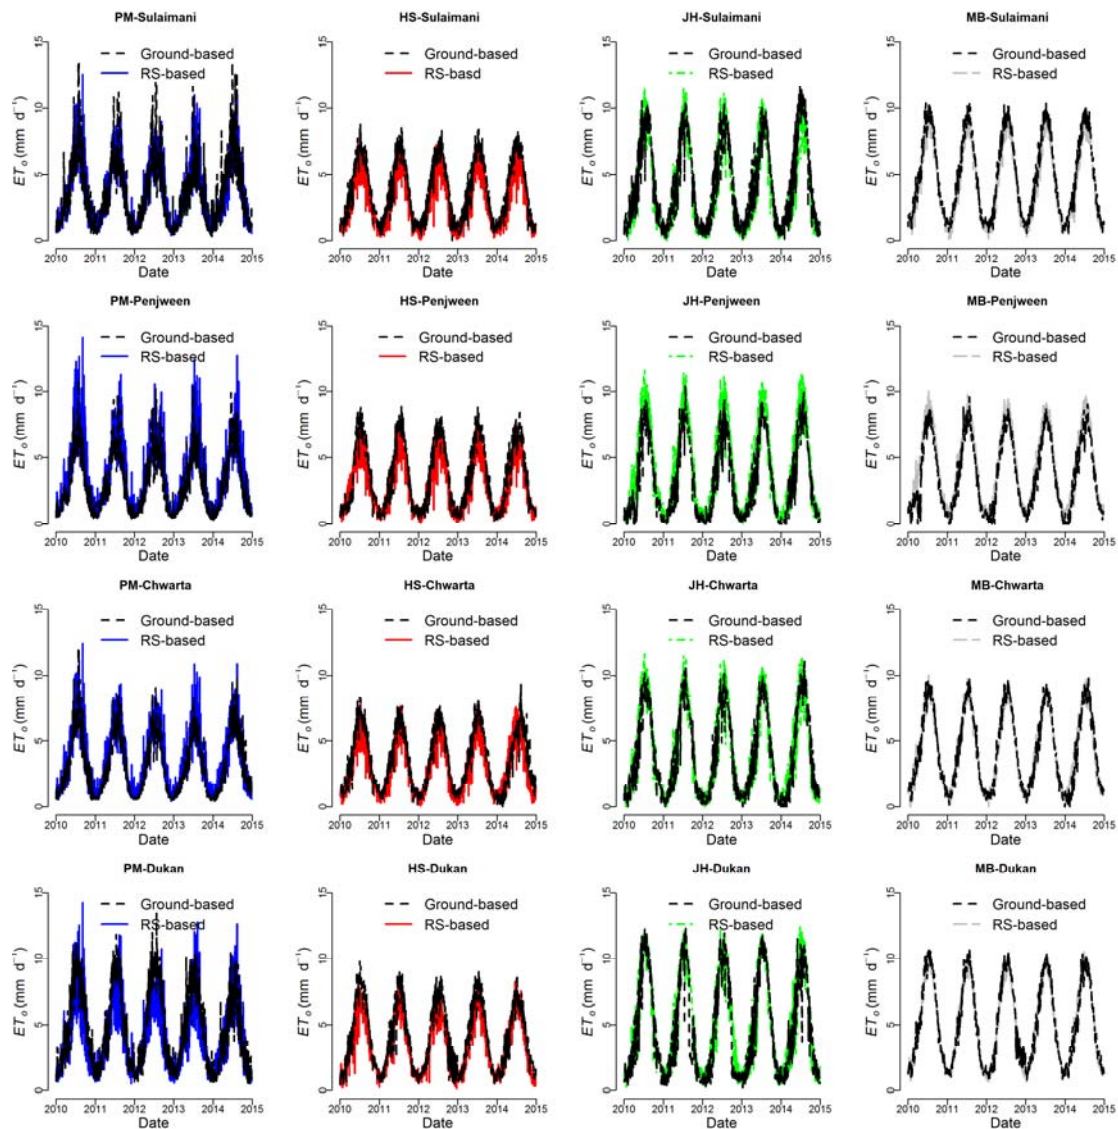 PM-Sulaimani
HS-Sulaimani
JH-Sulaimani
MB-Sulaimani
15
10
5
0
ETo (mm d−1)
Ground-based
RS-based
2010 2011 2012 2013 2014 2015
Date
15
10
5
0
ETo (mm d−1)
Ground-based
RS-basd
2010 2011 2012 2013 2014 2015
Date
15
10
5
0
ETo (mm d−1)
Ground-based
RS-based
2010 2011 2012 2013 2014 2015
Date
15
10
5
0
ETo (mm d−1)
Ground-based
RS-based
2010 2011 2012 2013 2014 2015
Date
PM-Penjween
HS-Penjween
JH-Penjween
MB-Penjween
15
10
5
0
ETo (mm d−1)
Ground-based
RS-based
2010 2011 2012 2013 2014 2015
Date
15
10
5
0
ETo (mm d−1)
Ground-based
RS-based
2010 2011 2012 2013 2014 2015
Date
15
10
5
0
ETo (mm d−1)
Ground-based
RS-based
2010 2011 2012 2013 2014 2015
Date
15
10
5
0
ETo (mm d−1)
Ground-based
RS-based
2010 2011 2012 2013 2014 2015
Date
PM-Chwarta
HS-Chwarta
JH-Chwarta
MB-Chwarta
15
10
5
0
ETo (mm d−1)
Ground-based
RS-based
2010 2011 2012 2013 2014 2015
Date
15
10
5
0
ETo (mm d−1)
Ground-based
RS-based
2010 2011 2012 2013 2014 2015
Date
15
10
5
0
ETo (mm d−1)
Ground-based
RS-based
2010 2011 2012 2013 2014 2015
Date
15
10
5
0
ETo (mm d−1)
Ground-based
RS-based
2010 2011 2012 2013 2014 2015
Date
PM-Dukan
HS-Dukan
JH-Dukan
MB-Dukan
15
10
5
0
ETo (mm d−1)
Ground-based
RS-based
2010 2011 2012 2013 2014 2015
Date
15
10
5
0
ETo (mm d−1)
Ground-based
RS-based
2010 2011 2012 2013 2014 2015
Date
15
10
5
0
ETo (mm d−1)
Ground-based
RS-based
2010 2011 2012 2013 2014 2015
Date
15
10
5
0
ETo (mm d−1)
Ground-based
RS-based
2010 2011 2012 2013 2014 2015
Date